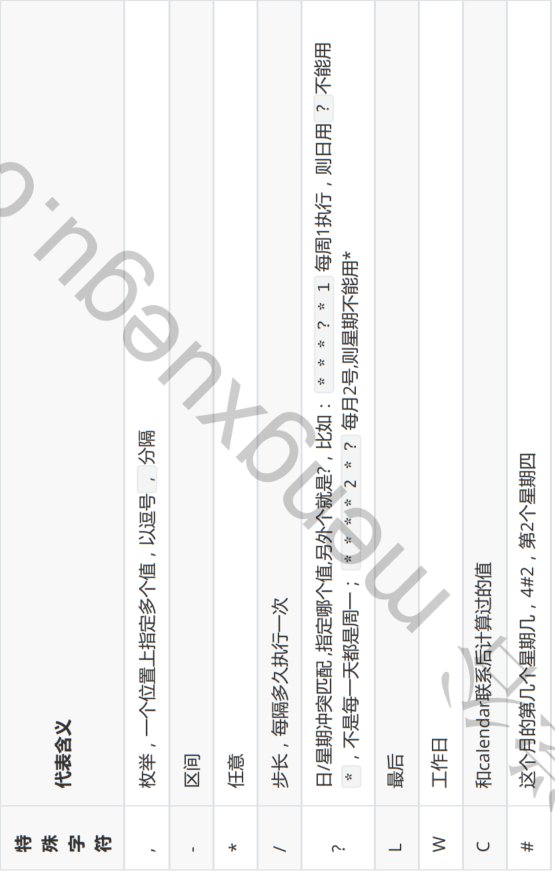 特殊字符 代表含义
, 枚举，一个位置上指定多个值，以逗号 , 分隔
- 区间
* 任意
/ 步长，每隔多久执行一次
? 日/星期冲突匹配,指定哪个值,另外个就是?，比如： * * * ? * 1 每周1执行，则日用 ? 不能用
* ，不是每一天都是周一； * * * 2 * ? 每月2号,则星期不能用*
L 最后
W 工作日
C 和calendar联系后计算过的值
# 这个月的第几个星期几，4#2，第2个星期四
mengxuegu.c